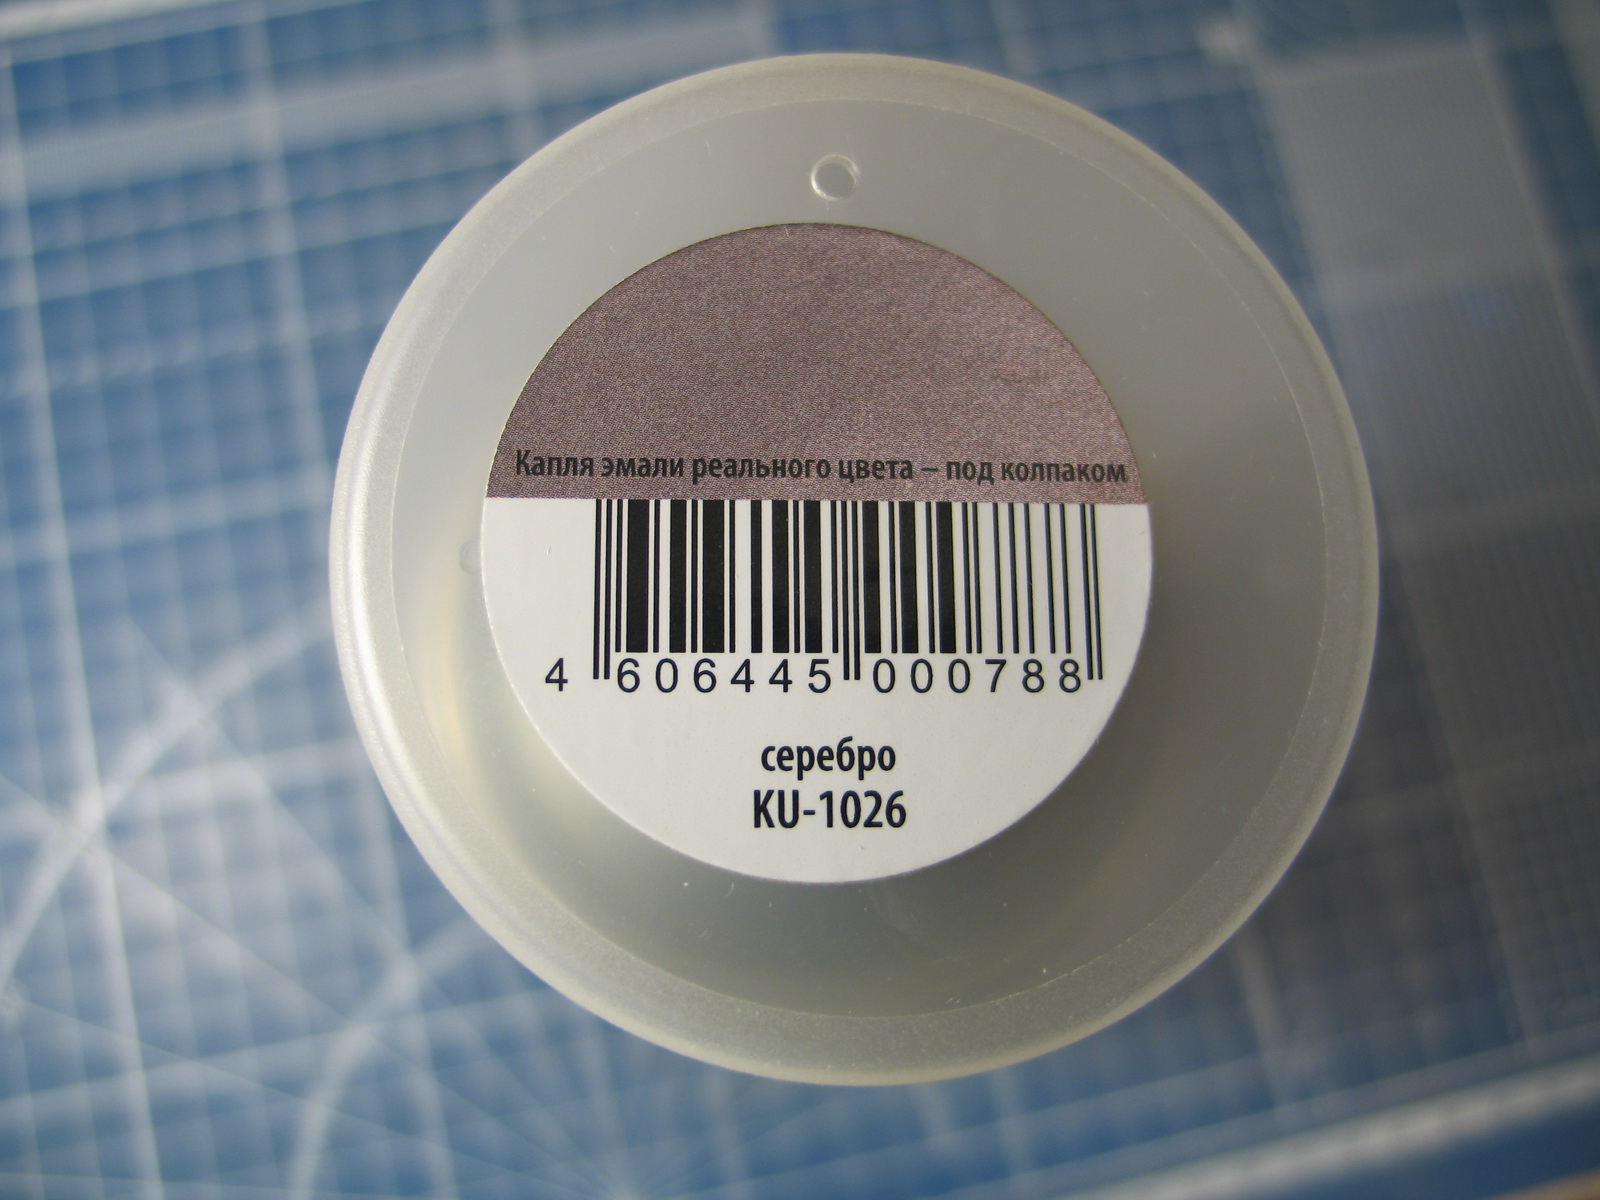 Капля эмали реального цвета – под колпаком
4 606445 000788
серебро
KU-1026